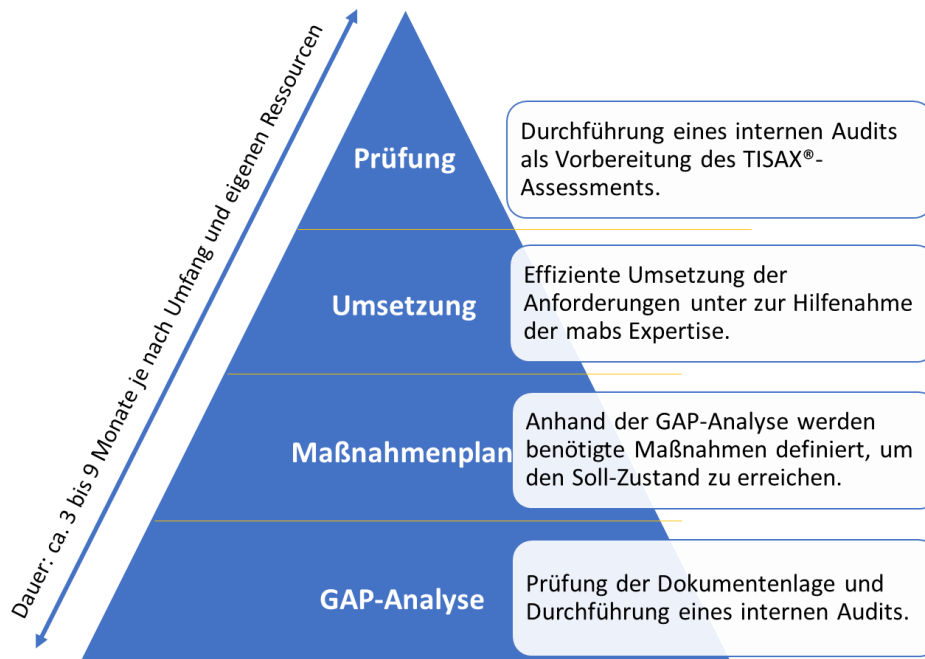 Dauer: ca. 3 bis 9 Monate je nach Umfang und eigenen Ressourcen
Prüfung
Durchführung eines internen Audits
als Vorbereitung des TISAX®-
Assessments.
Umsetzung
Effiziente Umsetzung der
Anforderungen unter zur Hilfenahme
der mabs Expertise.
Maßnahmenplan
Anhand der GAP-Analyse werden
benötigte Maßnahmen definiert, um
den Soll-Zustand zu erreichen.
GAP-Analyse
Prüfung der Dokumentenlage und
Durchführung eines internen Audits.